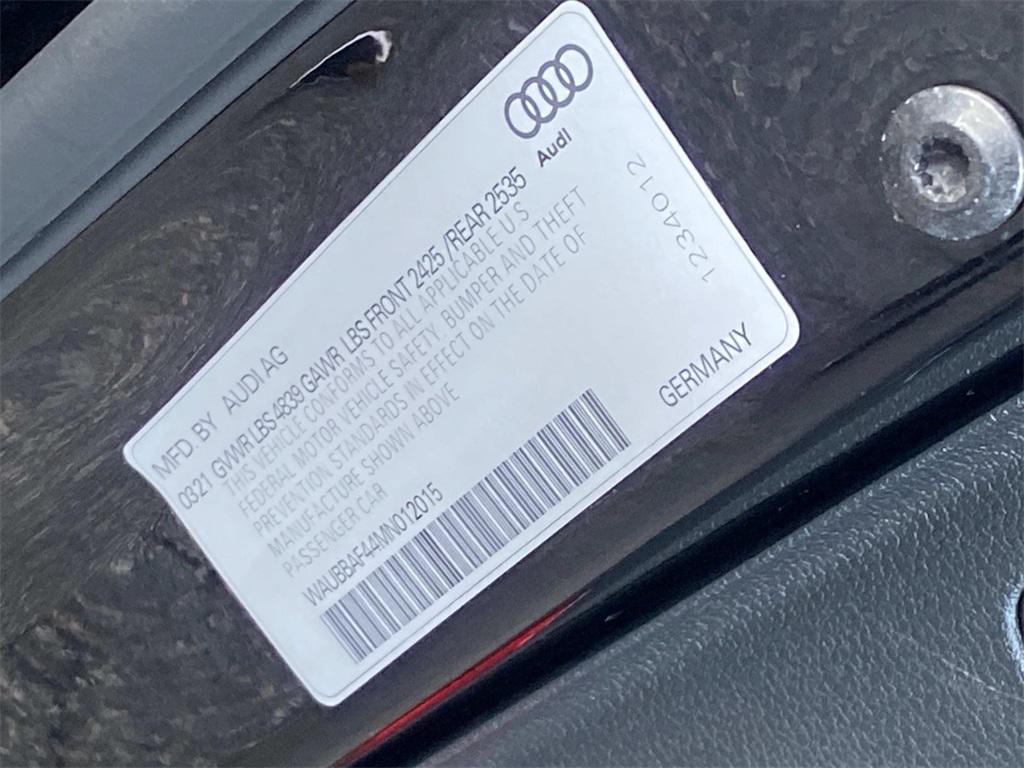 Audi
MFD BY AUDI AG
0321 GWWR LBS 4839 GAWR LBS FRONT 2425 /REAR 2535
THIS VEHICLE CONFORMS TO ALL APPLICABLE U S
FEDERAL MOTOR VEHICLE SAFETY, BUMPER AND THEFT
PREVENTION STANDARDS IN EFFECT ON THE DATE OF
MANUFACTURE SHOWN ABOVE
PASSENGER CAR
WAUB8AF44MN012015
GERMANY
1234012